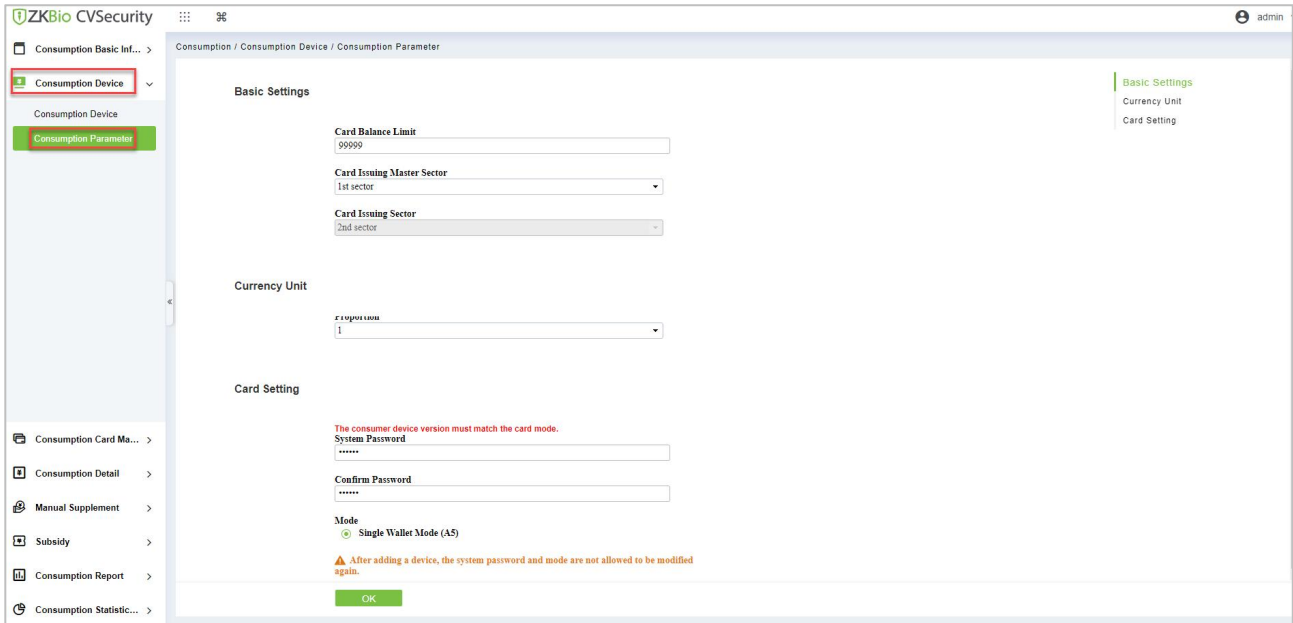 ZKBio CVSecurity
admin
Consumption Basic Inf...
Consumption Device
Consumption Device
Consumption Parameter
Consumption Card Ma...
Consumption Detail
Manual Supplement
Subsidy
Consumption Report
Consumption Statistic...
Consumption / Consumption Device / Consumption Parameter
Basic Settings
Card Balance Limit
99999
Card Issuing Master Sector
1st sector
Card Issuing Sector
2nd sector
Currency Unit
Proportion
1
Card Setting
The consumer device version must match the card mode.
System Password
••••••
Confirm Password
••••••
Mode
Single Wallet Mode (A5)
After adding a device, the system password and mode are not allowed to be modified
again.
OK
Basic Settings
Currency Unit
Card Setting